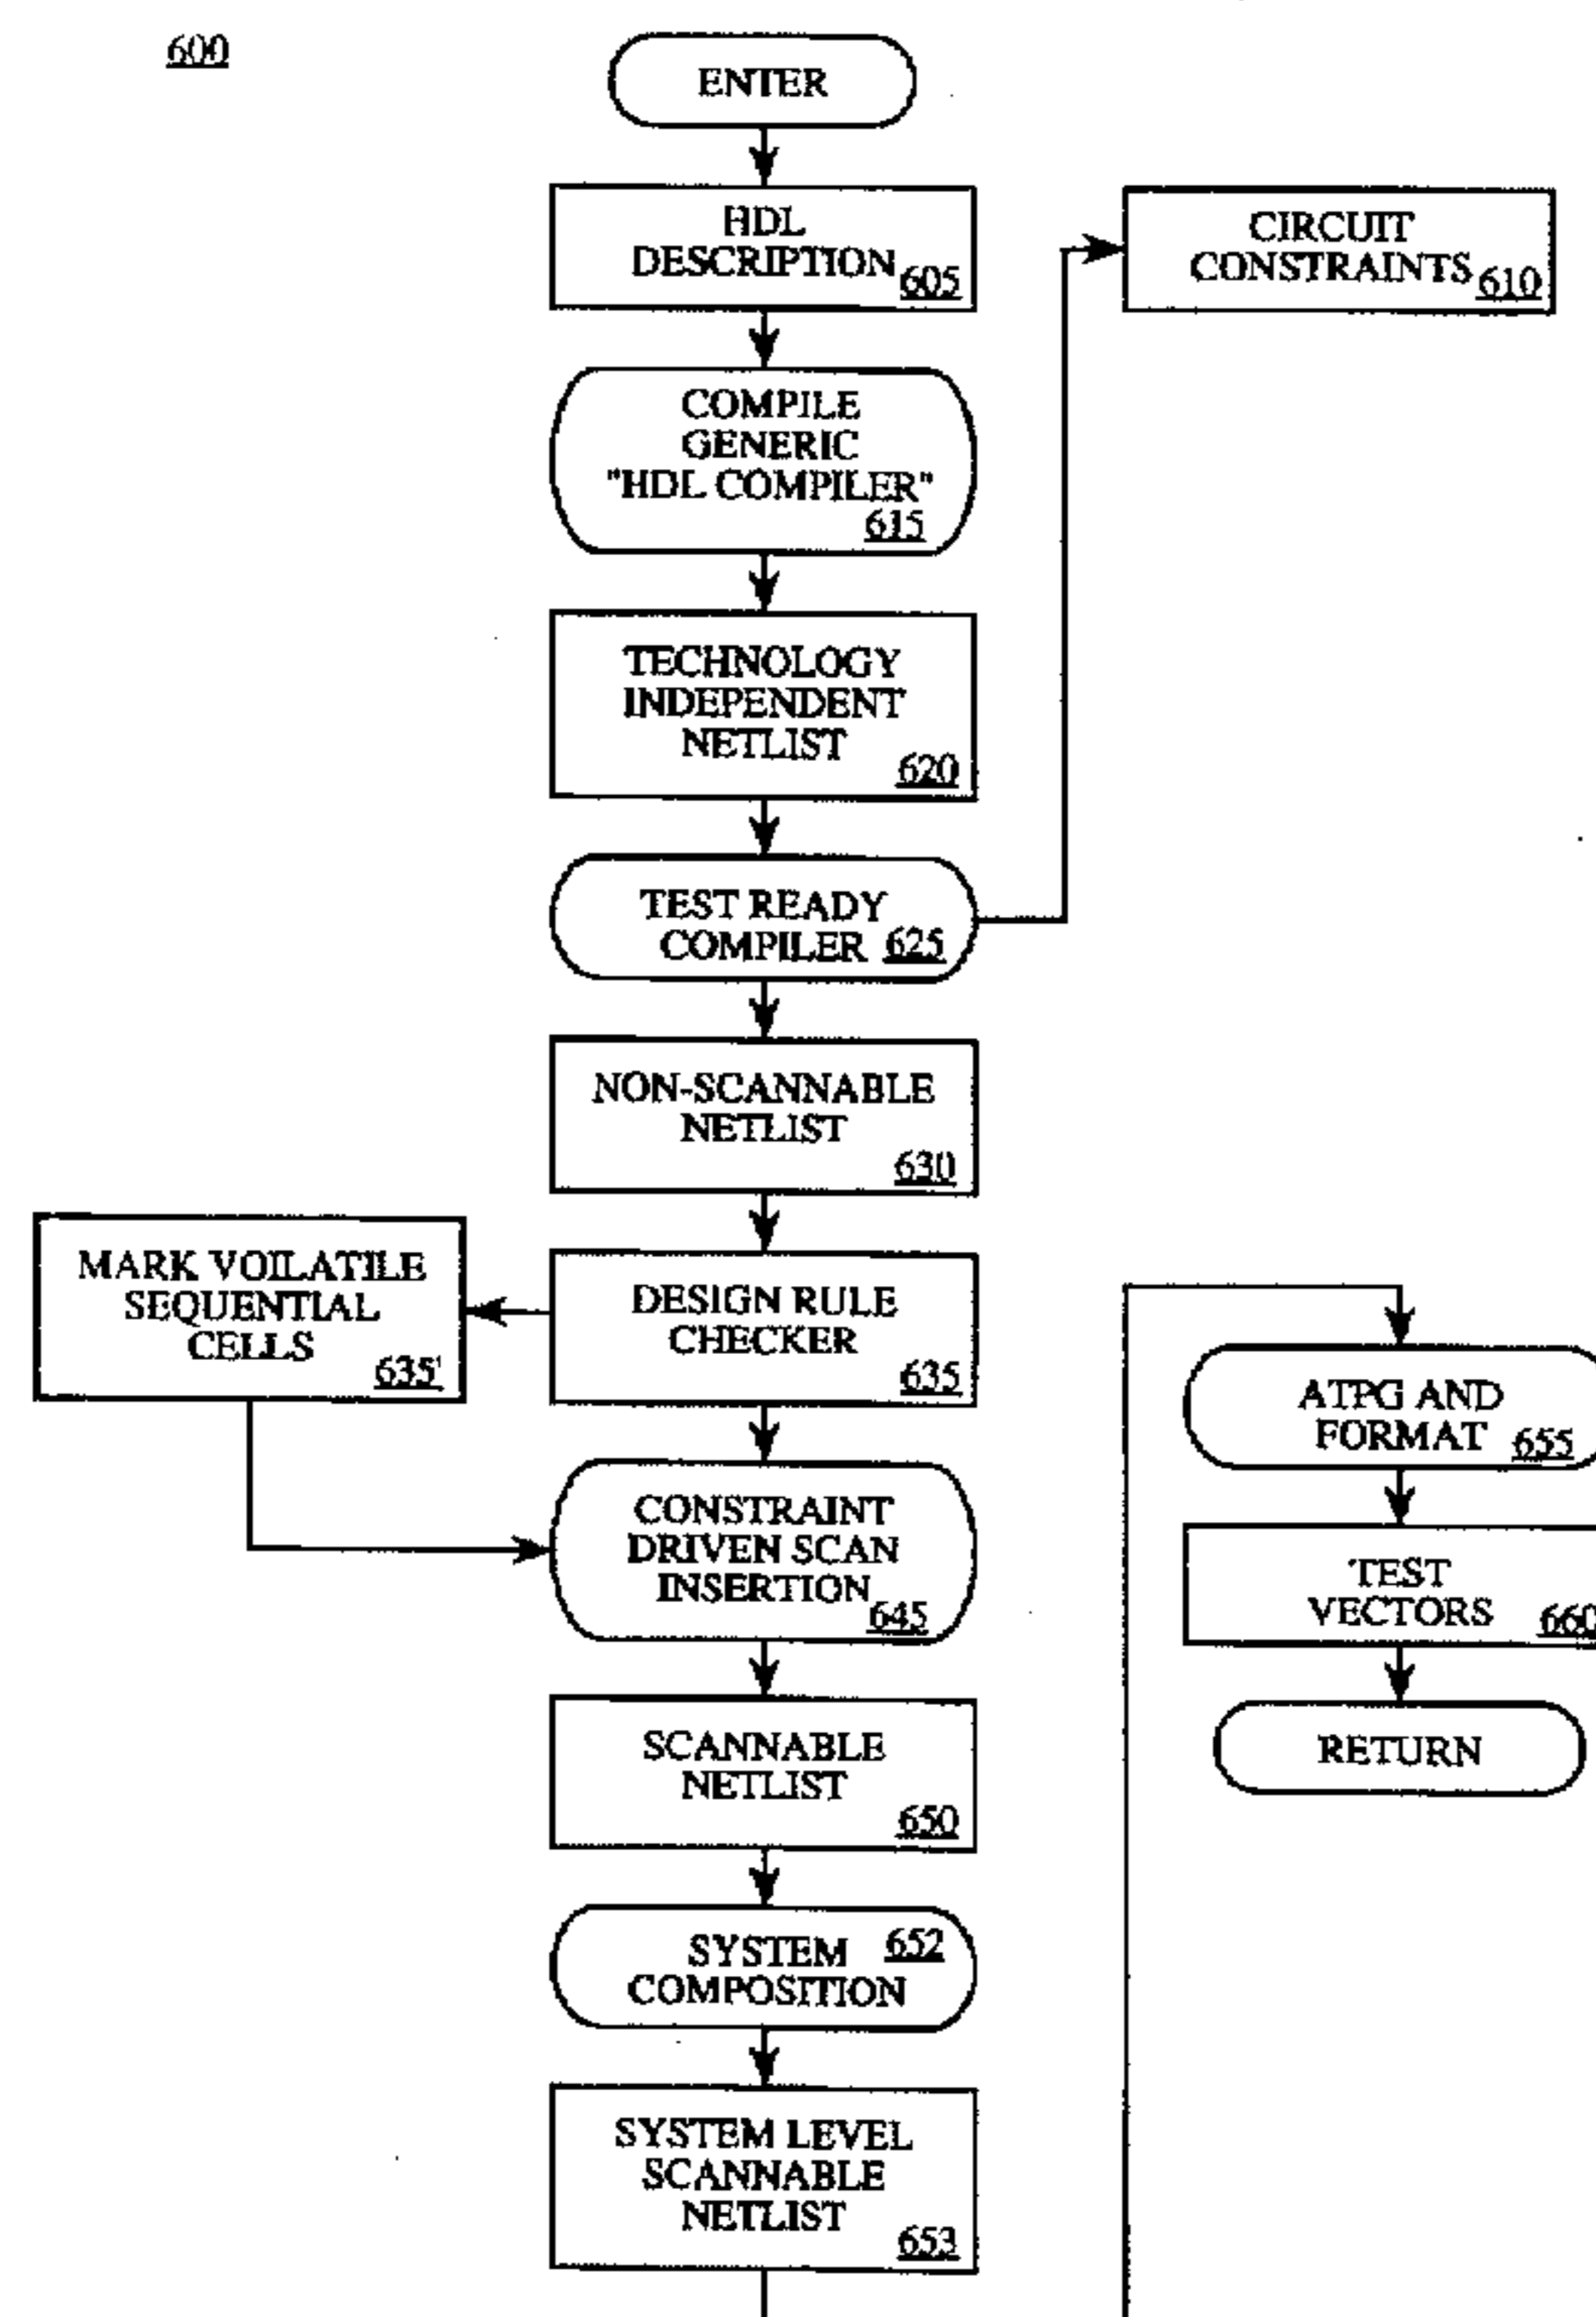 600
ENTER
HDL
DESCRIPTION
605
CIRCUIT
CONSTRAINTS
610
COMPILE
GENERIC
"HDL COMPILER"
615
TECHNOLOGY
INDEPENDENT
NETLIST
620
TEST READY
COMPILER 625
NON-SCANNABLE
NETLIST
630
MARK VOILATILE
SEQUENTIAL
CELLS
635'
DESIGN RULE
CHECKER
635
CONSTRAINT
DRIVEN SCAN
INSERTION
645
SCANNABLE
NETLIST
650
SYSTEM 652
COMPOSITION
SYSTEM LEVEL
SCANNABLE
NETLIST
653
ATPG AND
FORMAT 655
TEST
VECTORS
660
RETURN